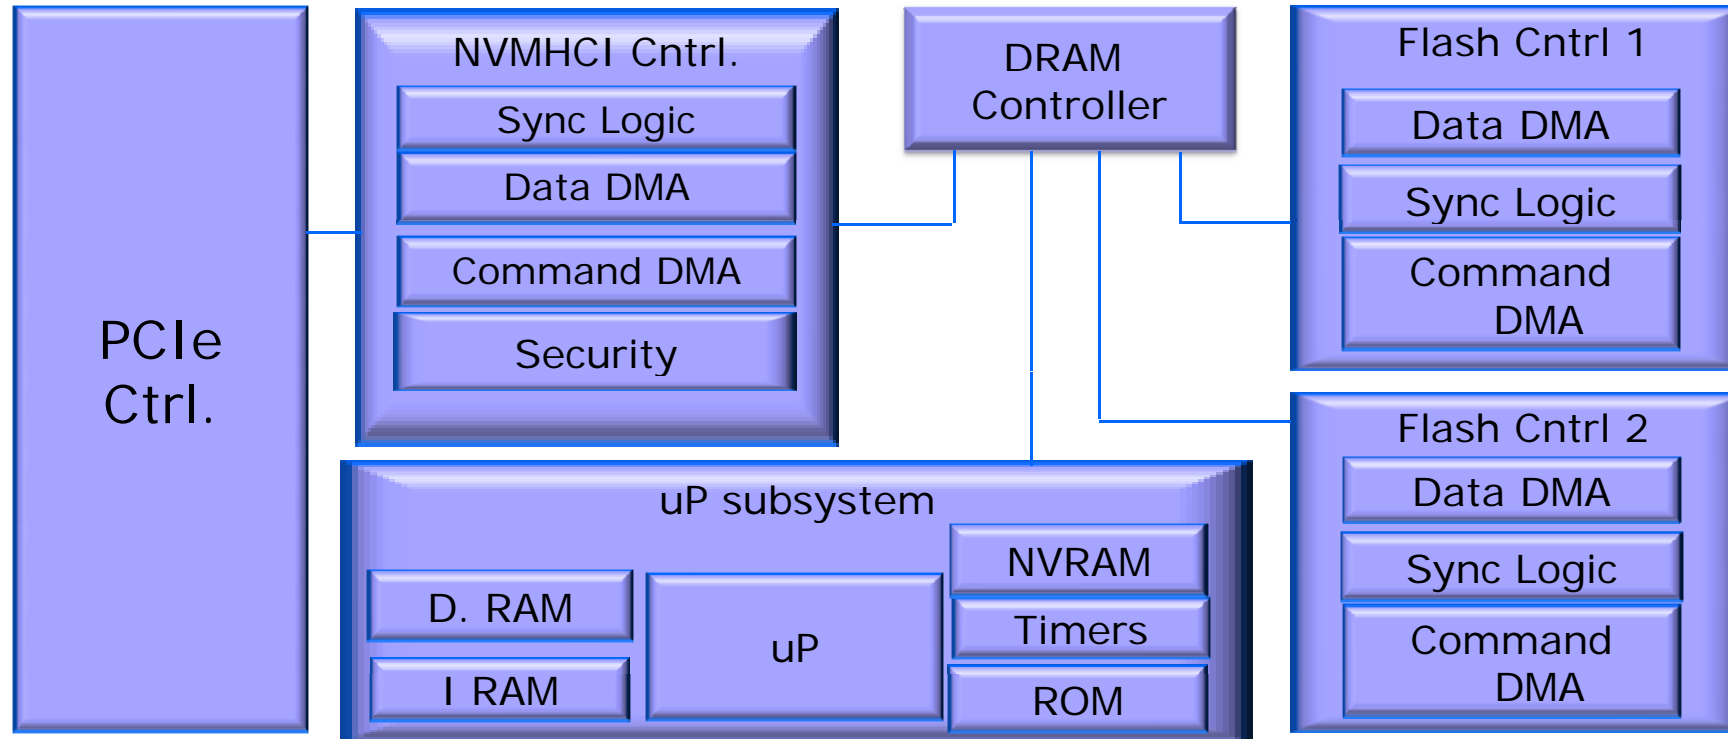 PCIe
Ctrl.
NVMHCI Cntrl.
Sync Logic
Data DMA
Command DMA
Security
DRAM
Controller
Flash Cntrl 1
Data DMA
Sync Logic
Command
DMA
Flash Cntrl 2
Data DMA
Sync Logic
Command
DMA
uP subsystem
D. RAM
I RAM
uP
NVRAM
Timers
ROM